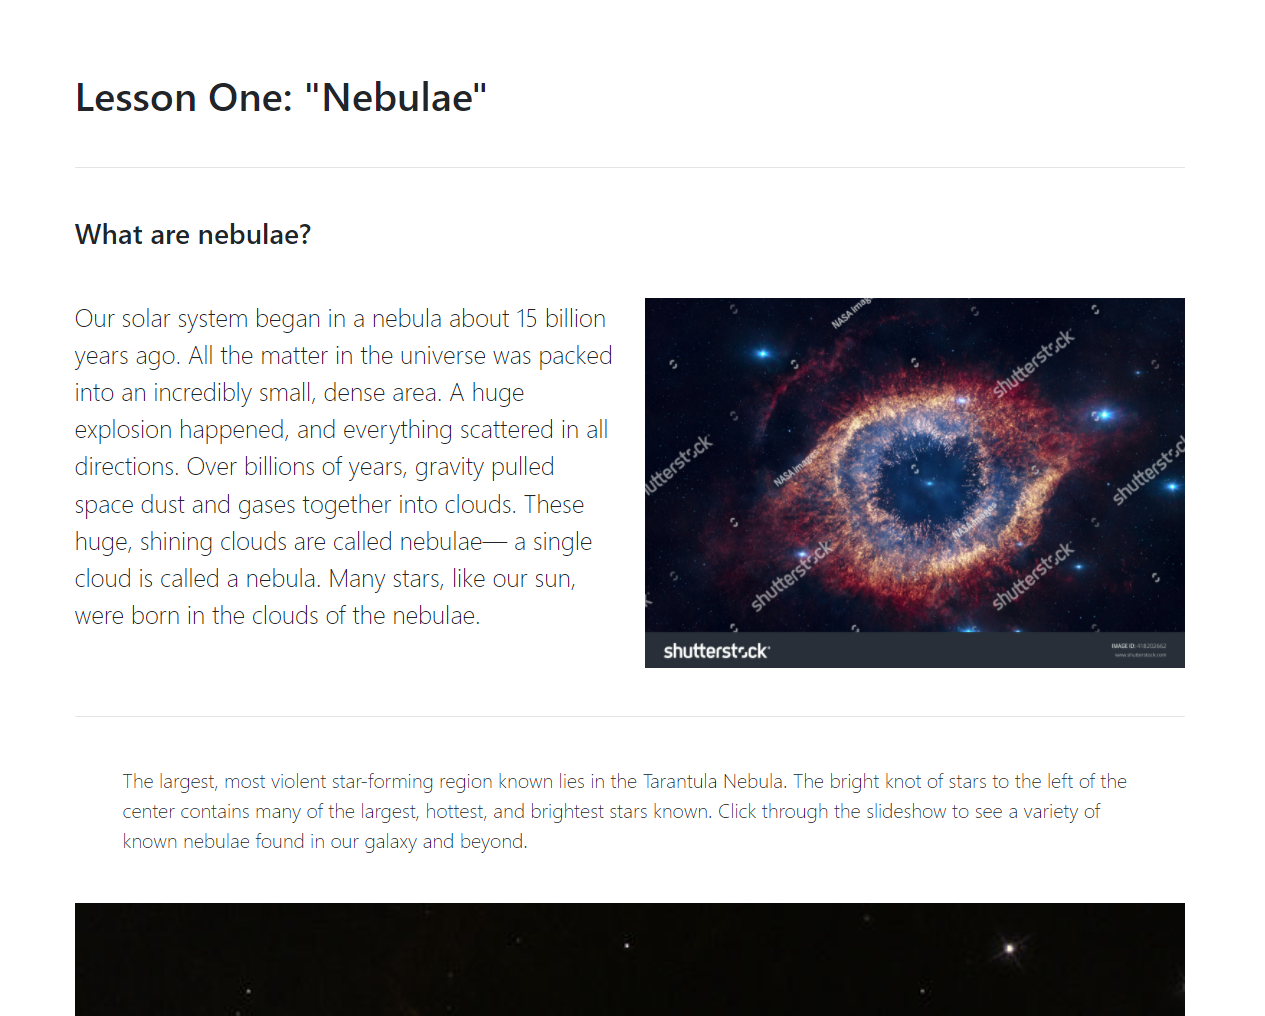 Lesson One: "Nebulae"
What are nebulae?
Our solar system began in a nebula about 15 billion
years ago. All the matter in the universe was packed
into an incredibly small, dense area. A huge
explosion happened, and everything scattered in all
directions. Over billions of years, gravity pulled
space dust and gases together into clouds. These
huge, shining clouds are called nebulae— a single
cloud is called a nebula. Many stars, like our sun,
were born in the clouds of the nebulae.
NASA images
shutterstock
shutterstock
NASA images
shutterstock
NASA images
shutterstock
shutterstock
shutterstock
IMAGE ID: 418202662
www.shutterstock.com
The largest, most violent star-forming region known lies in the Tarantula Nebula. The bright knot of stars to the left of the
center contains many of the largest, hottest, and brightest stars known. Click through the slideshow to see a variety of
known nebulae found in our galaxy and beyond.